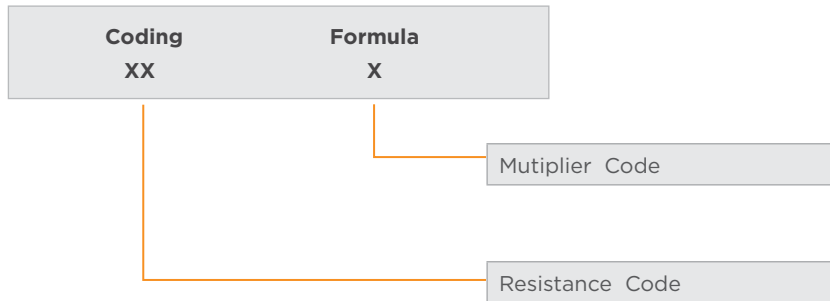 Coding Formula
XX X
Mutiplier Code
Resistance Code